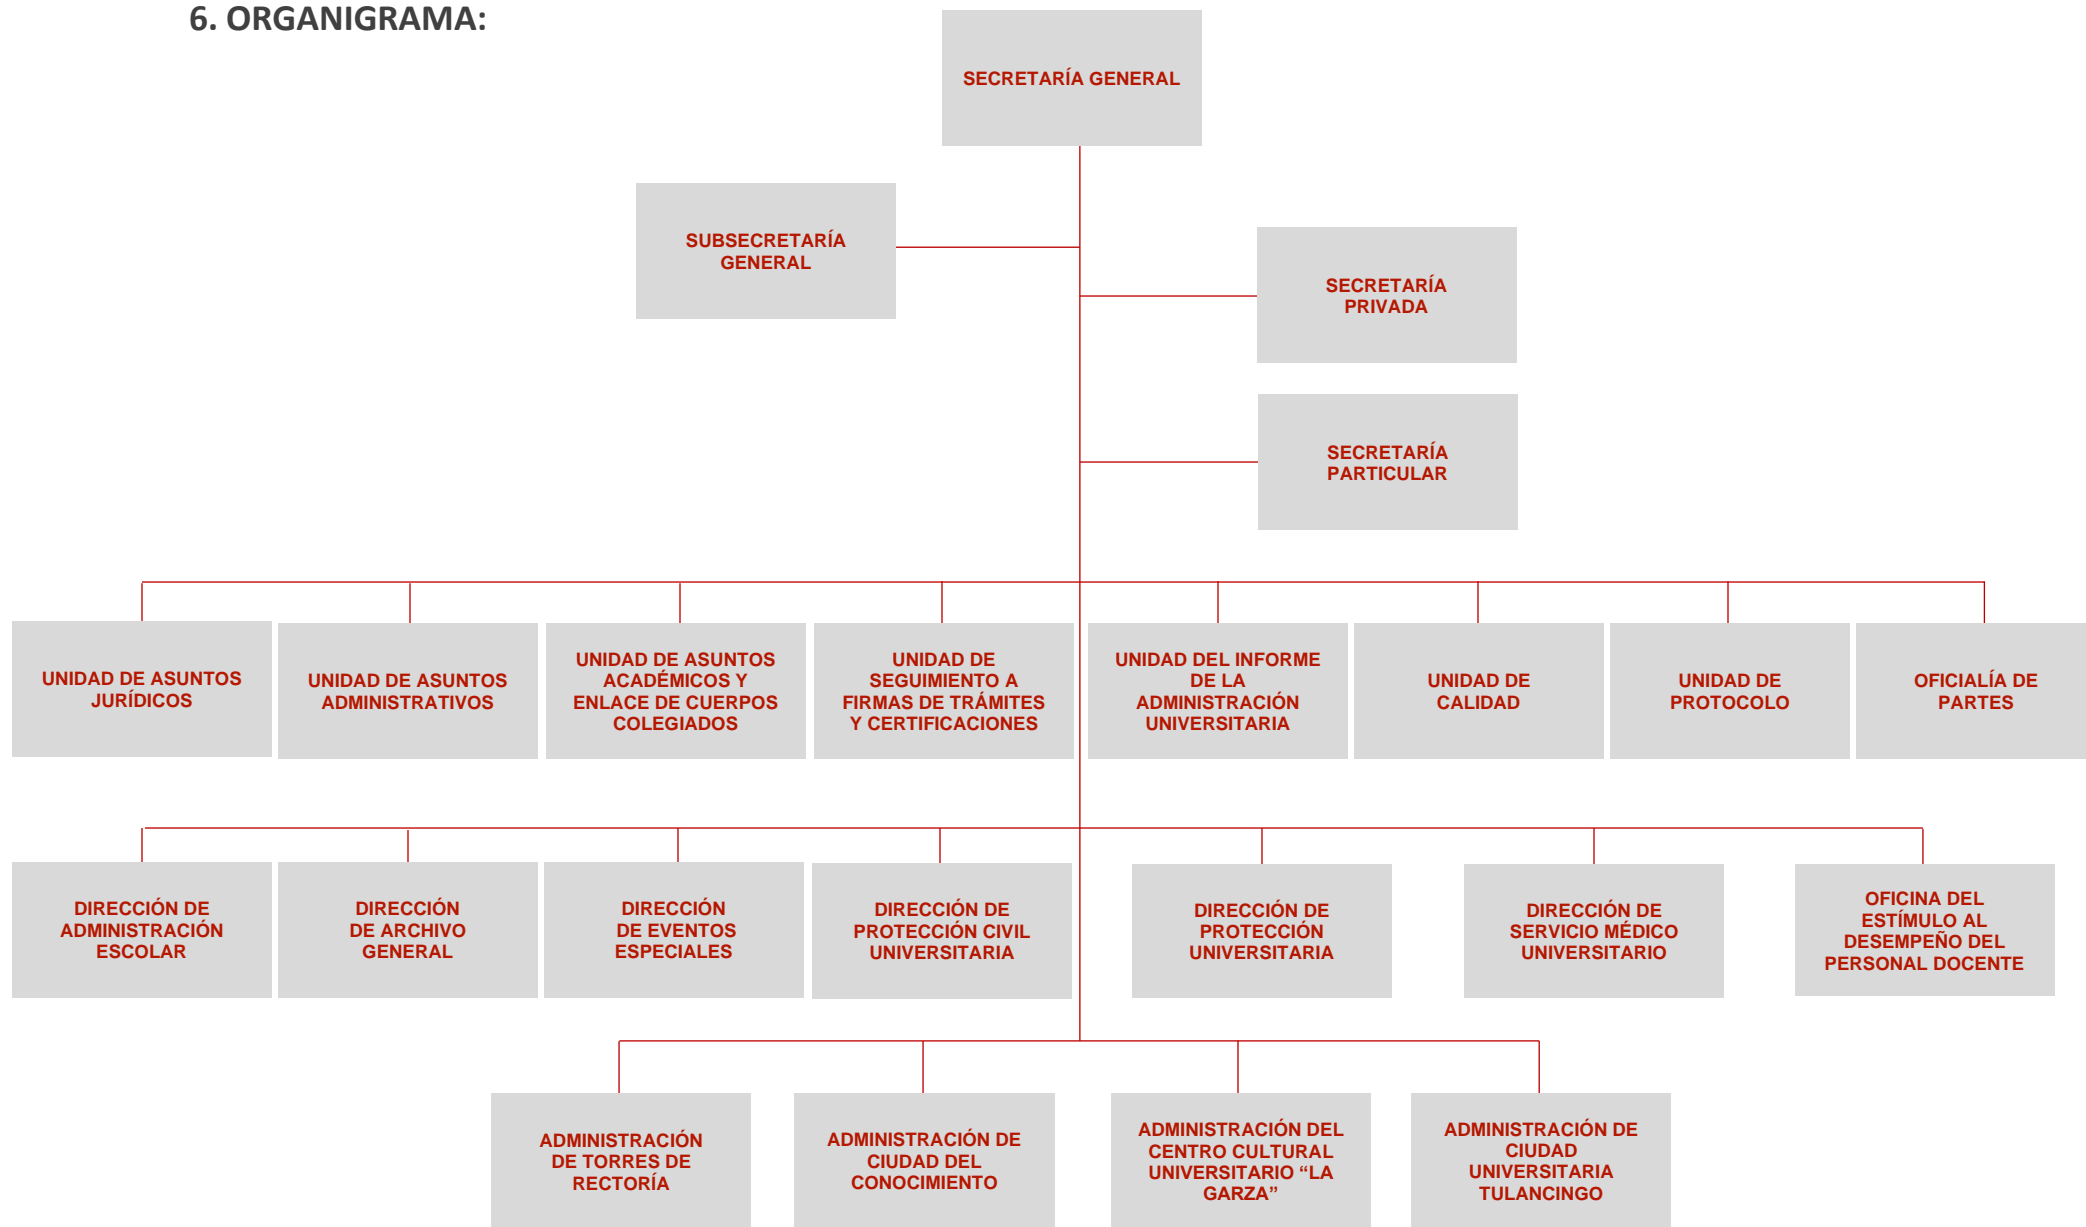 6. ORGANIGRAMA:
SECRETARÍA GENERAL
SUBSECRETARÍA
GENERAL
SECRETARÍA
PRIVADA
SECRETARÍA
PARTICULAR
UNIDAD DE ASUNTOS
JURÍDICOS
UNIDAD DE ASUNTOS
ADMINISTRATIVOS
UNIDAD DE ASUNTOS
ACADÉMICOS Y
ENLACE DE CUERPOS
COLEGIADOS
UNIDAD DE
SEGUIMIENTO A
FIRMAS DE TRÁMITES
Y CERTIFICACIONES
UNIDAD DEL INFORME
DE LA
ADMINISTRACIÓN
UNIVERSITARIA
UNIDAD DE
CALIDAD
UNIDAD DE
PROTOCOLO
OFICIALÍA DE
PARTES
DIRECCIÓN DE
ADMINISTRACIÓN
ESCOLAR
DIRECCIÓN
DE ARCHIVO
GENERAL
DIRECCIÓN
DE EVENTOS
ESPECIALES
DIRECCIÓN DE
PROTECCIÓN CIVIL
UNIVERSITARIA
DIRECCIÓN DE
PROTECCIÓN
UNIVERSITARIA
DIRECCIÓN DE
SERVICIO MÉDICO
UNIVERSITARIO
OFICINA DEL
ESTÍMULO AL
DESEMPEÑO DEL
PERSONAL DOCENTE
ADMINISTRACIÓN
DE TORRES DE
RECTORÍA
ADMINISTRACIÓN DE
CIUDAD DEL
CONOCIMIENTO
ADMINISTRACIÓN DEL
CENTRO CULTURAL
UNIVERSITARIO “LA
GARZA”
ADMINISTRACIÓN DE
CIUDAD
UNIVERSITARIA
TULANCINGO